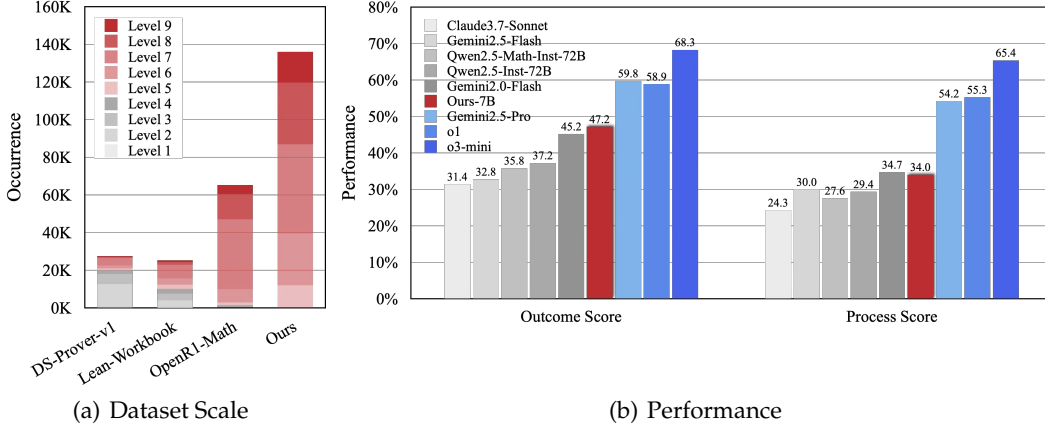 160K
140K
120K
100K
80K
60K
40K
20K
0K
Occurrence
Level 9
Level 8
Level 7
Level 6
Level 5
Level 4
Level 3
Level 2
Level 1
DS-Prover-v1
Lean-Workbook
OpenR1-Math
Ours
(a) Dataset Scale
80%
70%
60%
50%
40%
30%
20%
10%
0%
Performance
Claude3.7-Sonnet
Gemini2.5-Flash
Qwen2.5-Math-Inst-72B
Qwen2.5-Inst-72B
Gemini2.0-Flash
Ours-7B
Gemini2.5-Pro
o1
o3-mini
31.4
32.8
35.8
37.2
45.2
47.2
59.8
58.9
68.3
24.3
30.0
27.6
29.4
34.7
34.0
54.2
55.3
65.4
Outcome Score
Process Score
(b) Performance